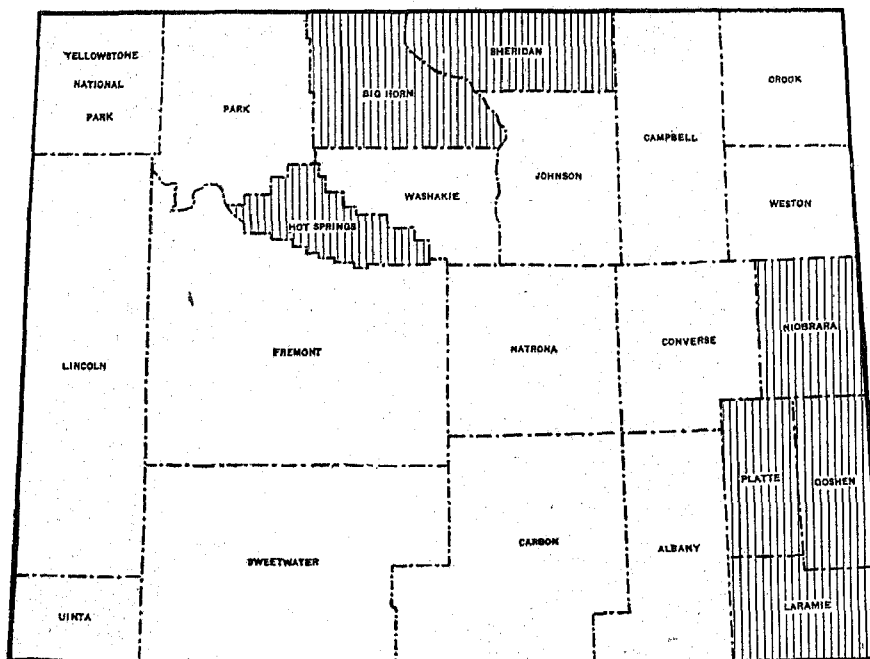 YELLOWSTONE
NATIONAL
PARK
PARK
BIG HORN
SHERIDAN
CAMPBELL
CROOK
JOHNSON
WESTON
WASHAKIE
HOT SPRINGS
LINCOLN
FREMONT
NATRONA
CONVERSE
NIOBRARA
PLATTE
GOSHEN
SWEETWATER
CARBON
ALBANY
LARAMIE
UINTA